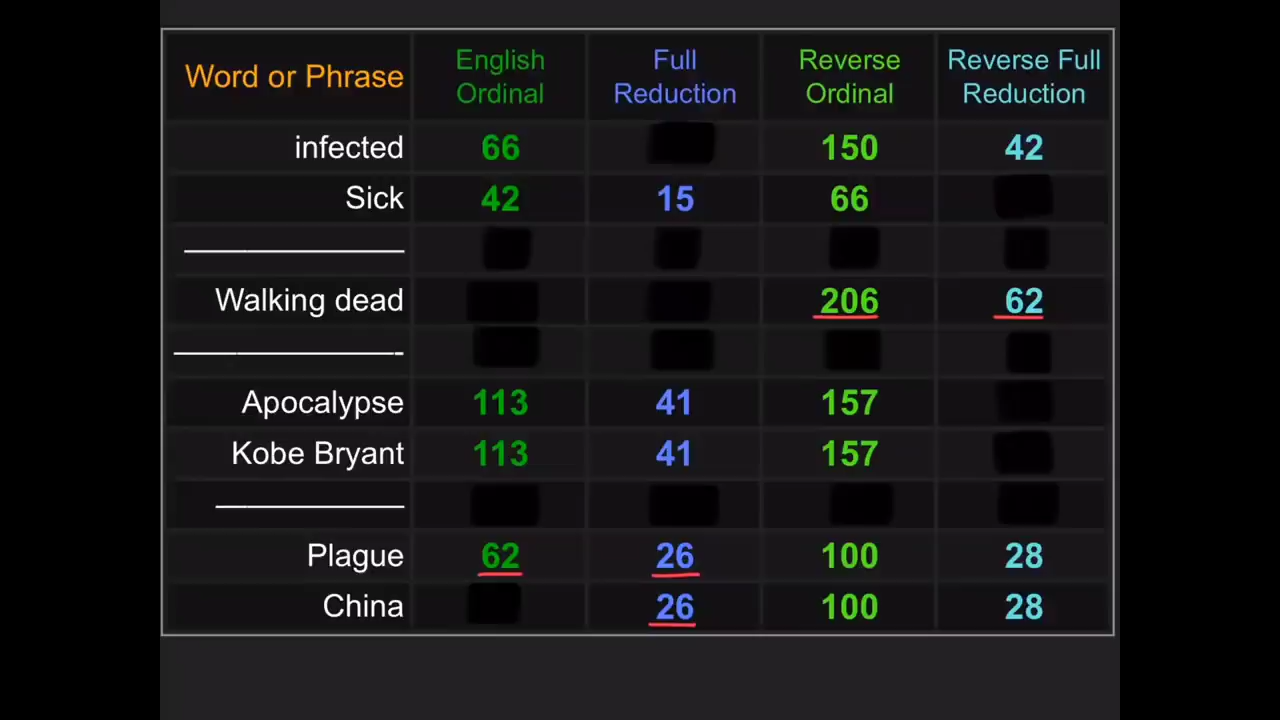 Word or Phrase English Ordinal Full Reduction Reverse Ordinal Reverse Full Reduction
infected 66 150 42
Sick 42 15 66
Walking dead 206 62
Apocalypse 113 41 157
Kobe Bryant 113 41 157
Plague 62 26 100 28
China 26 100 28